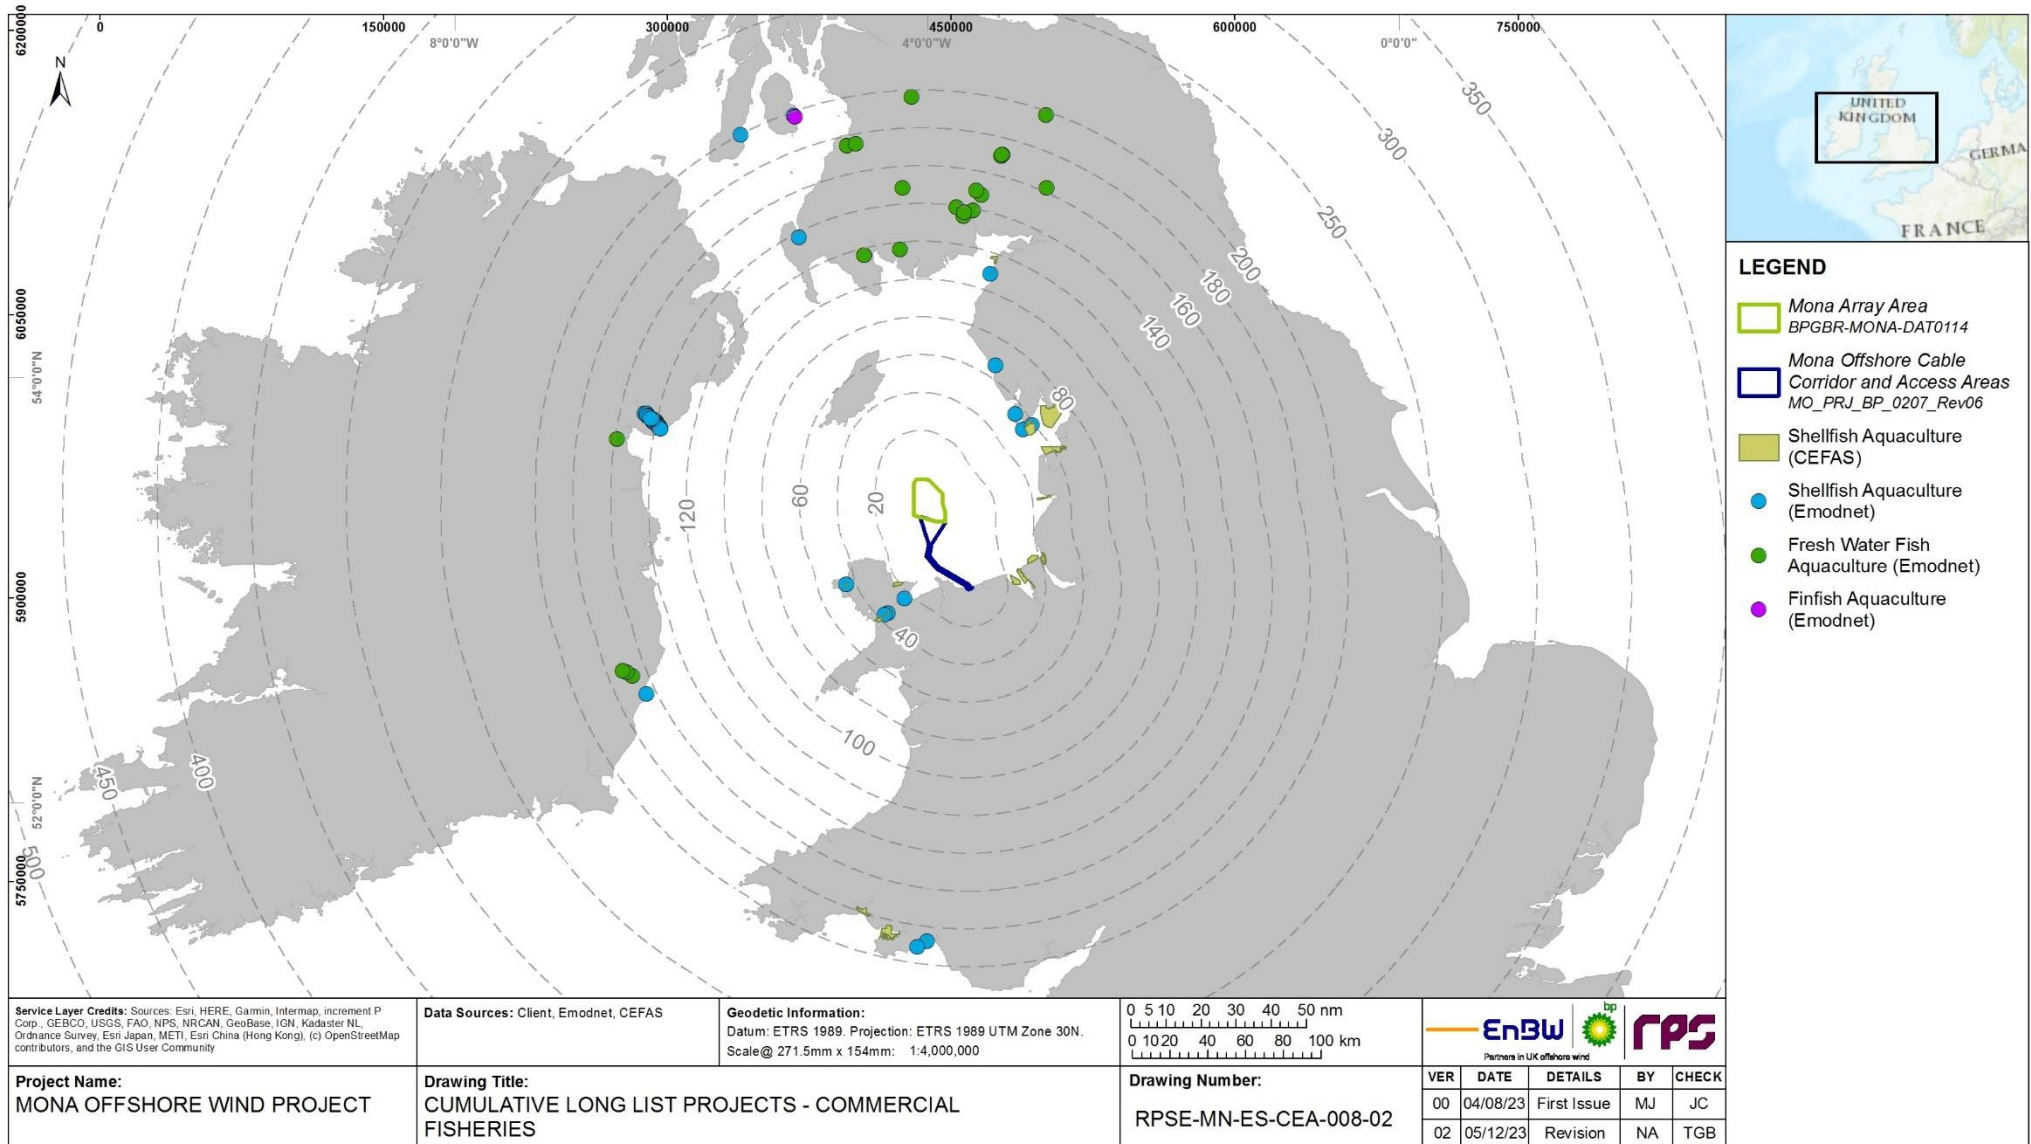 0 150000 300000 450000 600000 750000
8°0'0"W 4°0'0"W 0°0'0"
6200000
6050000
5900000
5750000
54°0'0"N
52°0'0"N
N
350
300
250
200
180
160
140
80
120
60
20
40
100
400
450
500
UNITED
KINGDOM
GERMA
FRANCE
LEGEND
Mona Array Area
BPGBR-MONA-DAT0114
Mona Offshore Cable
Corridor and Access Areas
MO_PRJ_BP_0207_Rev06
Shellfish Aquaculture
(CEFAS)
Shellfish Aquaculture
(Emodnet)
Fresh Water Fish
Aquaculture (Emodnet)
Finfish Aquaculture
(Emodnet)
Service Layer Credits: Sources: Esri, HERE, Garmin, Intermap, increment P
Corp., GEBCO, USGS, FAO, NPS, NRCAN, GeoBase, IGN, Kadaster NL,
Ordnance Survey, Esri Japan, METI, Esri China (Hong Kong), (c) OpenStreetMap
contributors, and the GIS User Community
Data Sources: Client, Emodnet, CEFAS
Geodetic Information:
Datum: ETRS 1989. Projection: ETRS 1989 UTM Zone 30N.
Scale@ 271.5mm x 154mm: 1:4,000,000
0 5 10 20 30 40 50 nm
0 10 20 40 60 80 100 km
EnBW
bp
rps
Partners in UK offshore wind
Project Name:
MONA OFFSHORE WIND PROJECT
Drawing Title:
CUMULATIVE LONG LIST PROJECTS - COMMERCIAL
FISHERIES
Drawing Number:
RPSE-MN-ES-CEA-008-02
VER DATE DETAILS BY CHECK
00 04/08/23 First Issue MJ JC
02 05/12/23 Revision NA TGB